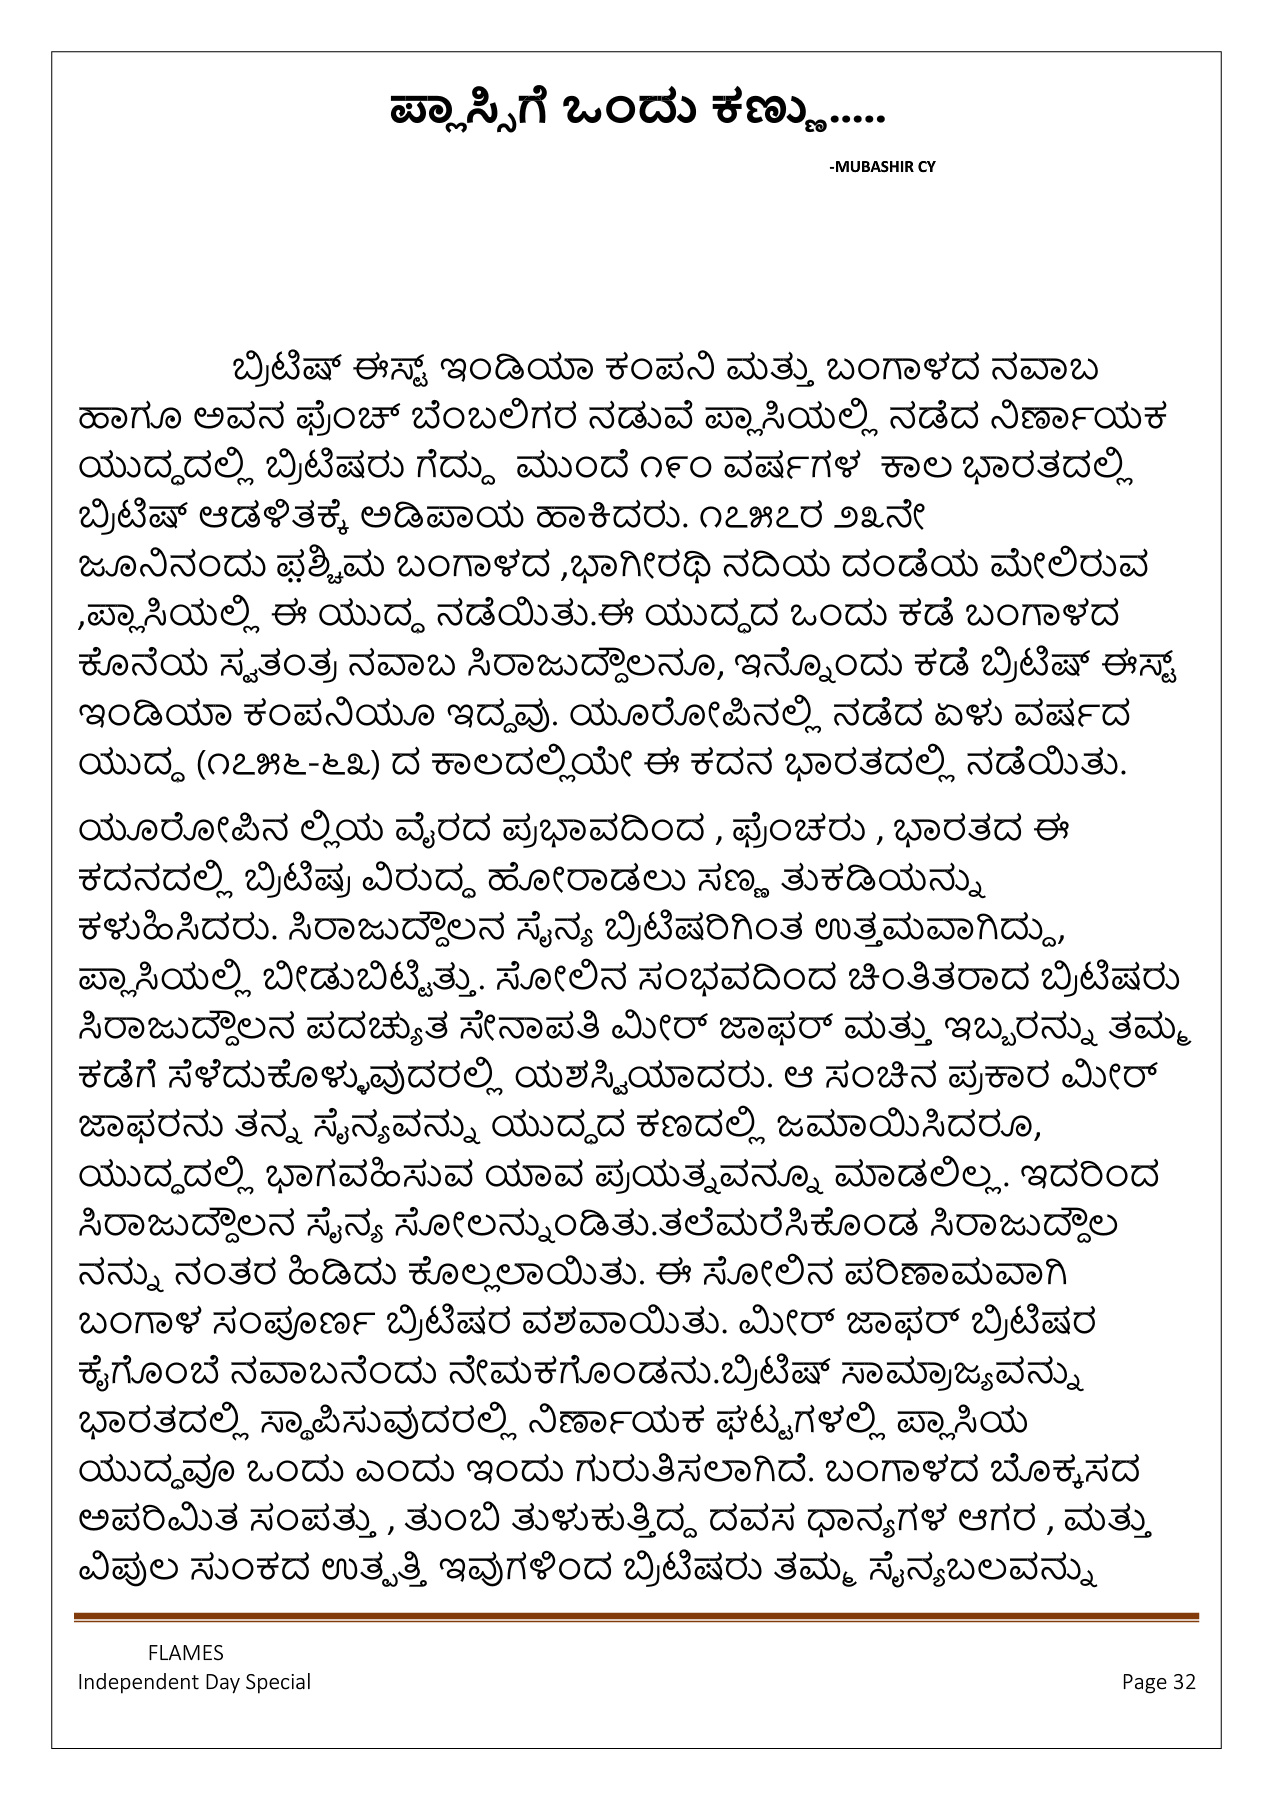 ಪ್ಲಾಸ್ಸಿಗೆ ಒಂದು ಕಣ್ಣು.....
-MUBASHIR CY
ಬ್ರಿಟಿಷ್ ಈಸ್ಟ್ ಇಂಡಿಯಾ ಕಂಪನಿ ಮತ್ತು ಬಂಗಾಳದ ನವಾಬ
ಹಾಗೂ ಅವನ ಫ್ರೆಂಚ್ ಬೆಂಬಲಿಗರ ನಡುವೆ ಪ್ಲಾಸಿಯಲ್ಲಿ ನಡೆದ ನಿರ್ಣಾಯಕ
ಯುದ್ಧದಲ್ಲಿ ಬ್ರಿಟಿಷರು ಗೆದ್ದು ಮುಂದೆ ೧೯೦ ವರ್ಷಗಳ ಕಾಲ ಭಾರತದಲ್ಲಿ
ಬ್ರಿಟಿಷ್ ಆಡಳಿತಕ್ಕೆ ಅಡಿಪಾಯ ಹಾಕಿದರು. ೧೭೫೭ರ ೨೩ನೇ
ಜೂನಿನಂದು ಪಶ್ಚಿಮ ಬಂಗಾಳದ ,ಭಾಗೀರಥಿ ನದಿಯ ದಂಡೆಯ ಮೇಲಿರುವ
,ಪ್ಲಾಸಿಯಲ್ಲಿ ಈ ಯುದ್ಧ ನಡೆಯಿತು.ಈ ಯುದ್ಧದ ಒಂದು ಕಡೆ ಬಂಗಾಳದ
ಕೊನೆಯ ಸ್ವತಂತ್ರ ನವಾಬ ಸಿರಾಜುದ್ದೌಲನೂ, ಇನ್ನೊಂದು ಕಡೆ ಬ್ರಿಟಿಷ್ ಈಸ್ಟ್
ಇಂಡಿಯಾ ಕಂಪನಿಯೂ ಇದ್ದವು. ಯೂರೋಪಿನಲ್ಲಿ ನಡೆದ ಏಳು ವರ್ಷದ
ಯುದ್ಧ (೧೭೫೬-೬೩) ದ ಕಾಲದಲ್ಲಿಯೇ ಈ ಕದನ ಭಾರತದಲ್ಲಿ ನಡೆಯಿತು.
ಯೂರೋಪಿನ ಲ್ಲಿಯ ವೈರದ ಪ್ರಭಾವದಿಂದ , ಫ್ರೆಂಚರು , ಭಾರತದ ಈ
ಕದನದಲ್ಲಿ ಬ್ರಿಟಿಷ್ರ ವಿರುದ್ಧ ಹೋರಾಡಲು ಸಣ್ಣ ತುಕಡಿಯನ್ನು
ಕಳುಹಿಸಿದರು. ಸಿರಾಜುದ್ದೌಲನ ಸೈನ್ಯ ಬ್ರಿಟಿಷರಿಗಿಂತ ಉತ್ತಮವಾಗಿದ್ದು,
ಪ್ಲಾಸಿಯಲ್ಲಿ ಬೀಡುಬಿಟ್ಟಿತ್ತು. ಸೋಲಿನ ಸಂಭವದಿಂದ ಚಿಂತಿತರಾದ ಬ್ರಿಟಿಷರು
ಸಿರಾಜುದ್ದೌಲನ ಪದಚ್ಯುತ ಸೇನಾಪತಿ ಮೀರ್ ಜಾಫರ್ ಮತ್ತು ಇಬ್ಬರನ್ನು ತಮ್ಮ
ಕಡೆಗೆ ಸೆಳೆದುಕೊಳ್ಳುವುದರಲ್ಲಿ ಯಶಸ್ವಿಯಾದರು. ಆ ಸಂಚಿನ ಪ್ರಕಾರ ಮೀರ್
ಜಾಫರನು ತನ್ನ ಸೈನ್ಯವನ್ನು ಯುದ್ಧದ ಕಣದಲ್ಲಿ ಜಮಾಯಿಸಿದರೂ,
ಯುದ್ಧದಲ್ಲಿ ಭಾಗವಹಿಸುವ ಯಾವ ಪ್ರಯತ್ನವನ್ನೂ ಮಾಡಲಿಲ್ಲ. ಇದರಿಂದ
ಸಿರಾಜುದ್ದೌಲನ ಸೈನ್ಯ ಸೋಲನ್ನುಂಡಿತು.ತಲೆಮರೆಸಿಕೊಂಡ ಸಿರಾಜುದ್ದೌಲ
ನನ್ನು ನಂತರ ಹಿಡಿದು ಕೊಲ್ಲಲಾಯಿತು. ಈ ಸೋಲಿನ ಪರಿಣಾಮವಾಗಿ
ಬಂಗಾಳ ಸಂಪೂರ್ಣ ಬ್ರಿಟಿಷರ ವಶವಾಯಿತು. ಮೀರ್ ಜಾಫರ್ ಬ್ರಿಟಿಷರ
ಕೈಗೊಂಬೆ ನವಾಬನೆಂದು ನೇಮಕಗೊಂಡನು.ಬ್ರಿಟಿಷ್ ಸಾಮ್ರಾಜ್ಯವನ್ನು
ಭಾರತದಲ್ಲಿ ಸ್ಥಾಪಿಸುವುದರಲ್ಲಿ ನಿರ್ಣಾಯಕ ಘಟ್ಟಗಳಲ್ಲಿ ಪ್ಲಾಸಿಯ
ಯುದ್ಧವೂ ಒಂದು ಎಂದು ಇಂದು ಗುರುತಿಸಲಾಗಿದೆ. ಬಂಗಾಳದ ಬೊಕ್ಕಸದ
ಅಪರಿಮಿತ ಸಂಪತ್ತು , ತುಂಬಿ ತುಳುಕುತ್ತಿದ್ದ ದವಸ ಧಾನ್ಯಗಳ ಆಗರ , ಮತ್ತು
ವಿಪುಲ ಸುಂಕದ ಉತ್ಪತ್ತಿ ಇವುಗಳಿಂದ ಬ್ರಿಟಿಷರು ತಮ್ಮ ಸೈನ್ಯಬಲವನ್ನು
FLAMES
Independent Day Special Page 32